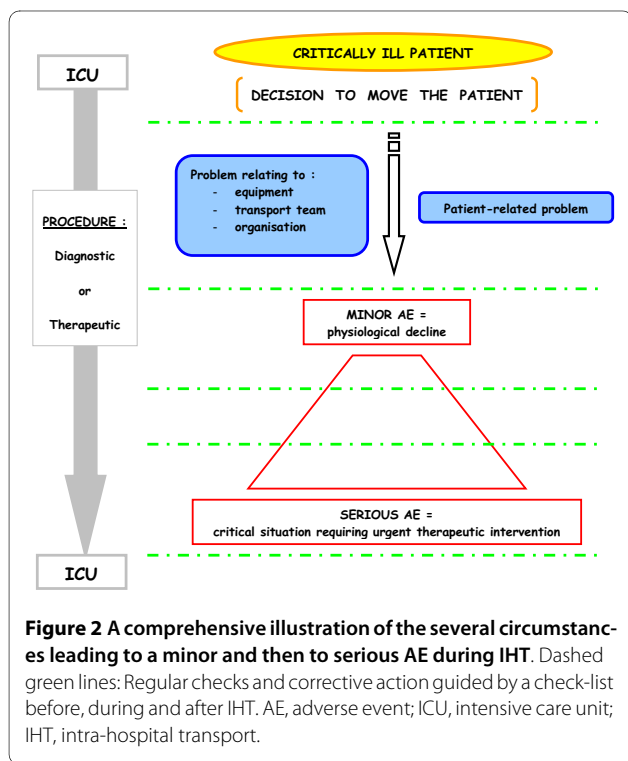 CRITICALLY ILL PATIENT
ICU
DECISION TO MOVE THE PATIENT
Problem relating to :
- equipment
- transport team
- organisation
Patient-related problem
PROCEDURE :
Diagnostic
or
Therapeutic
MINOR AE =
physiological decline
SERIOUS AE =
critical situation requiring urgent therapeutic intervention
ICU
Figure 2 A comprehensive illustration of the several circumstanc-
es leading to a minor and then to serious AE during IHT. Dashed
green lines: Regular checks and corrective action guided by a check-list
before, during and after IHT. AE, adverse event; ICU, intensive care unit;
IHT, intra-hospital transport.